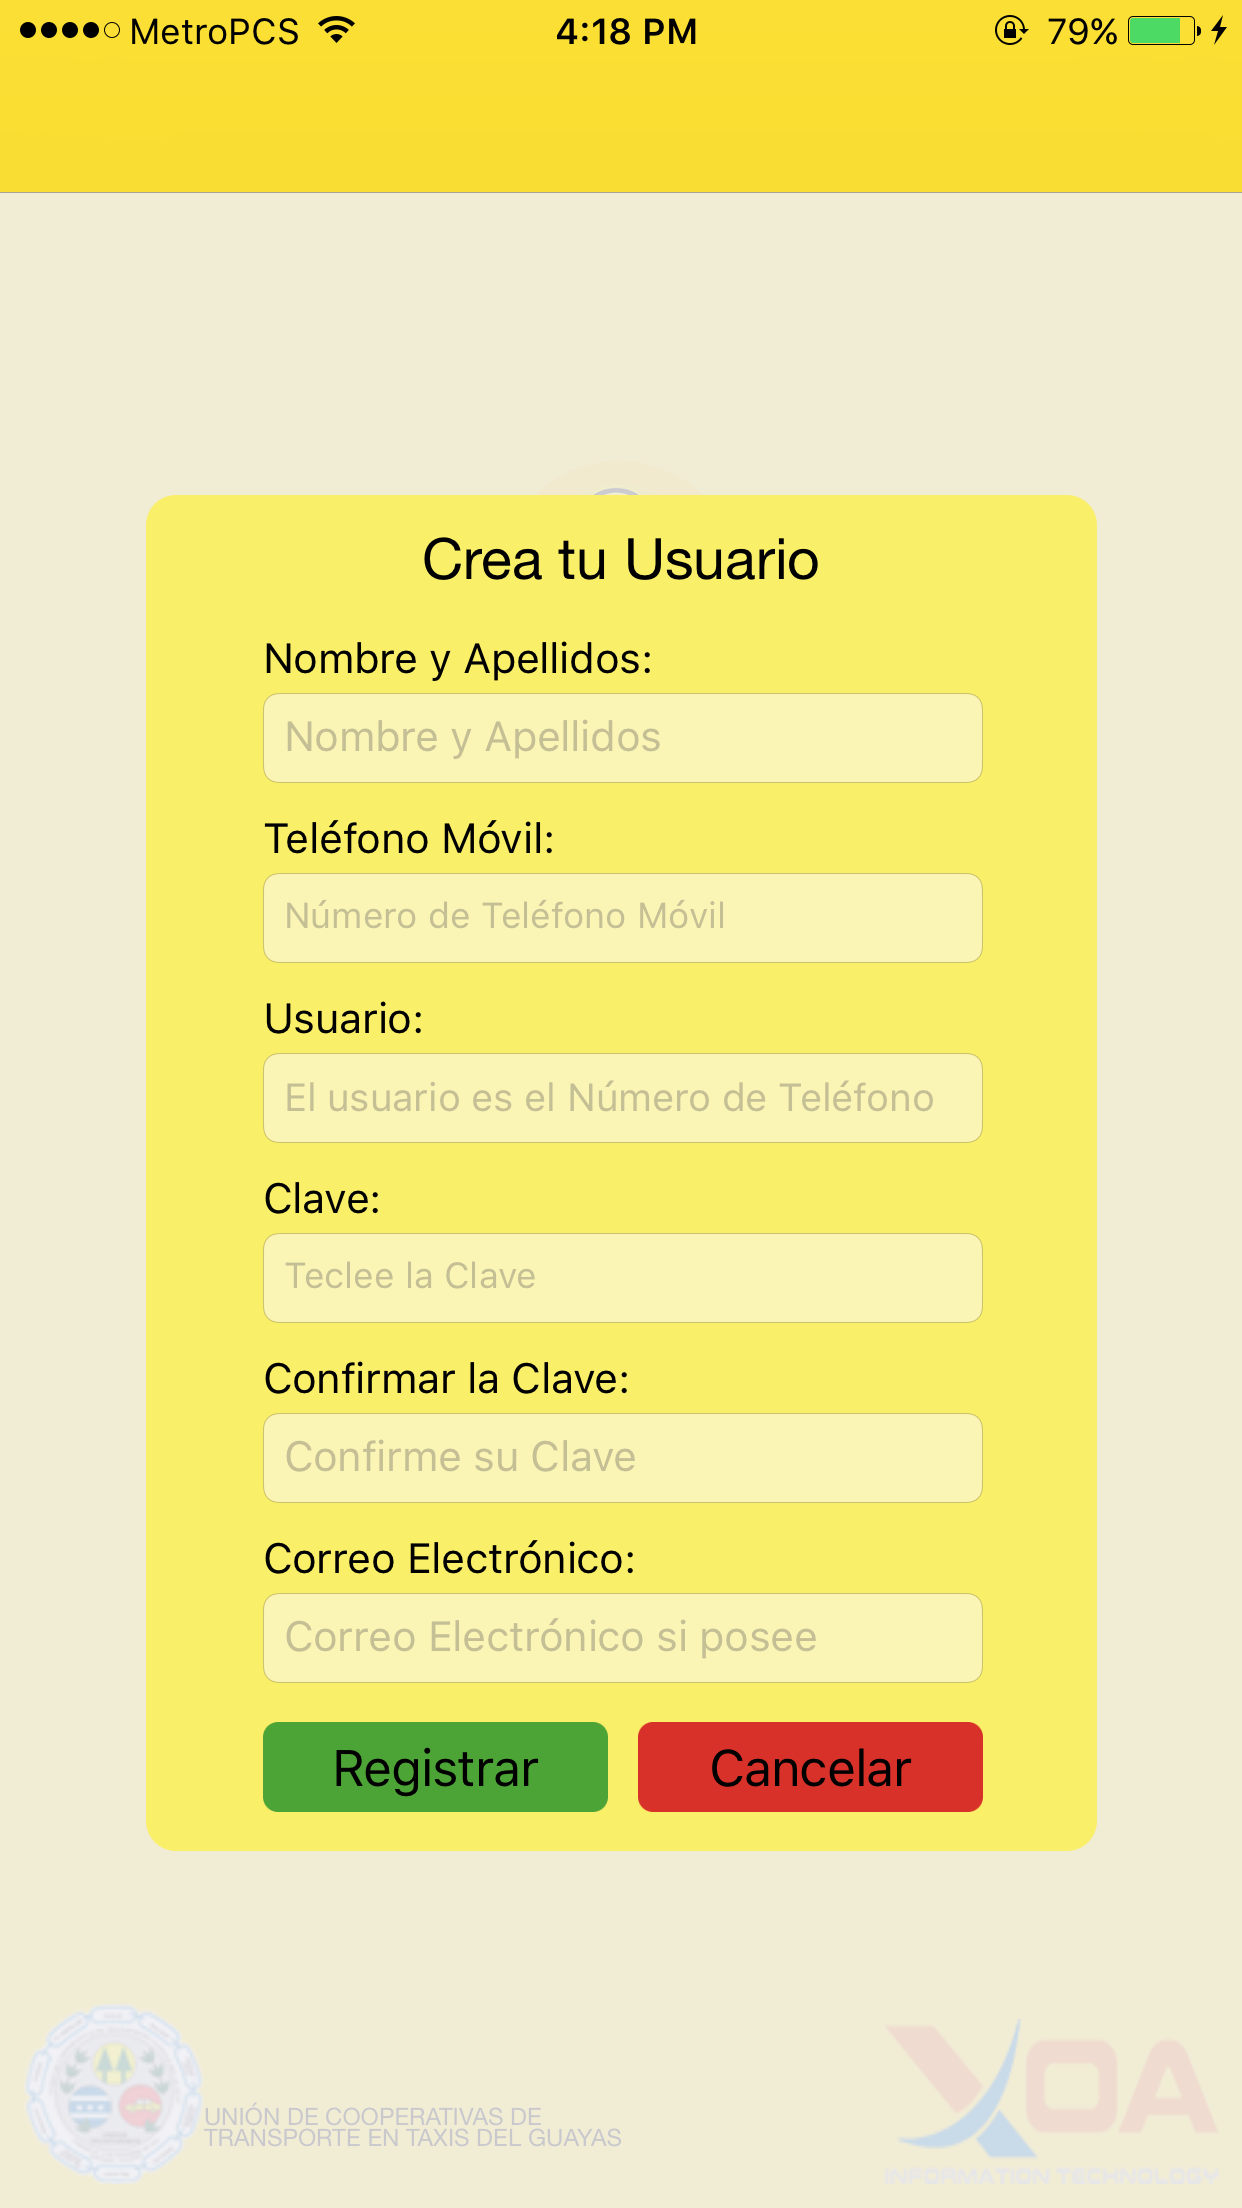 MetroPCS 4:18 PM 79%
Crea tu Usuario
Nombre y Apellidos:
Nombre y Apellidos
Teléfono Móvil:
Número de Teléfono Móvil
Usuario:
El usuario es el Número de Teléfono
Clave:
Teclee la Clave
Confirmar la Clave:
Confirme su Clave
Correo Electrónico:
Correo Electrónico si posee
Registrar Cancelar
UNIÓN DE COOPERATIVAS DE
TRANSPORTE EN TAXIS DEL GUAYAS
YOA
INFORMATION TECHNOLOGY